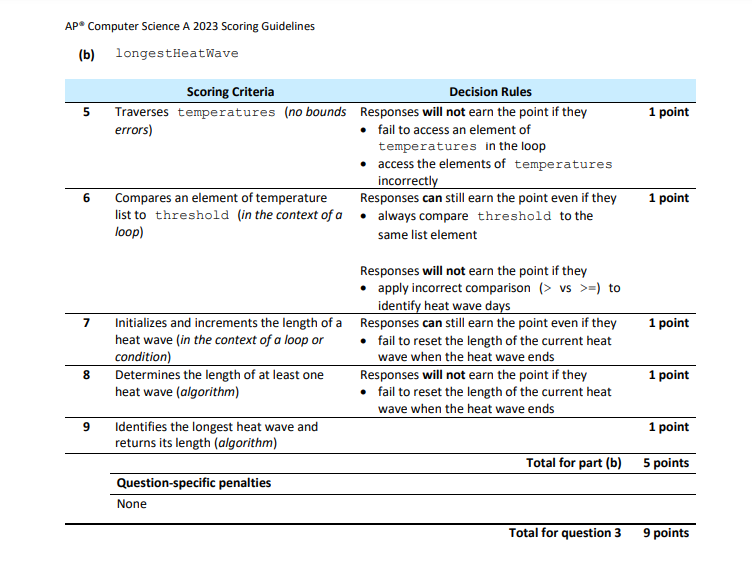 AP® Computer Science A 2023 Scoring Guidelines
(b) longestHeatWave
Scoring Criteria Decision Rules
5 Traverses temperatures (no bounds errors) Responses will not earn the point if they 1 point
• fail to access an element of
temperatures in the loop
• access the elements of temperatures
incorrectly
6 Compares an element of temperature Responses can still earn the point even if they 1 point
list to threshold (in the context of a • always compare threshold to the
loop) same list element
Responses will not earn the point if they
• apply incorrect comparison (> vs >=) to
identify heat wave days
7 Initializes and increments the length of a Responses can still earn the point even if they 1 point
heat wave (in the context of a loop or • fail to reset the length of the current heat
condition) wave when the heat wave ends
8 Determines the length of at least one Responses will not earn the point if they 1 point
heat wave (algorithm) • fail to reset the length of the current heat
wave when the heat wave ends
9 Identifies the longest heat wave and 1 point
returns its length (algorithm)
Total for part (b) 5 points
Question-specific penalties
None
Total for question 3 9 points